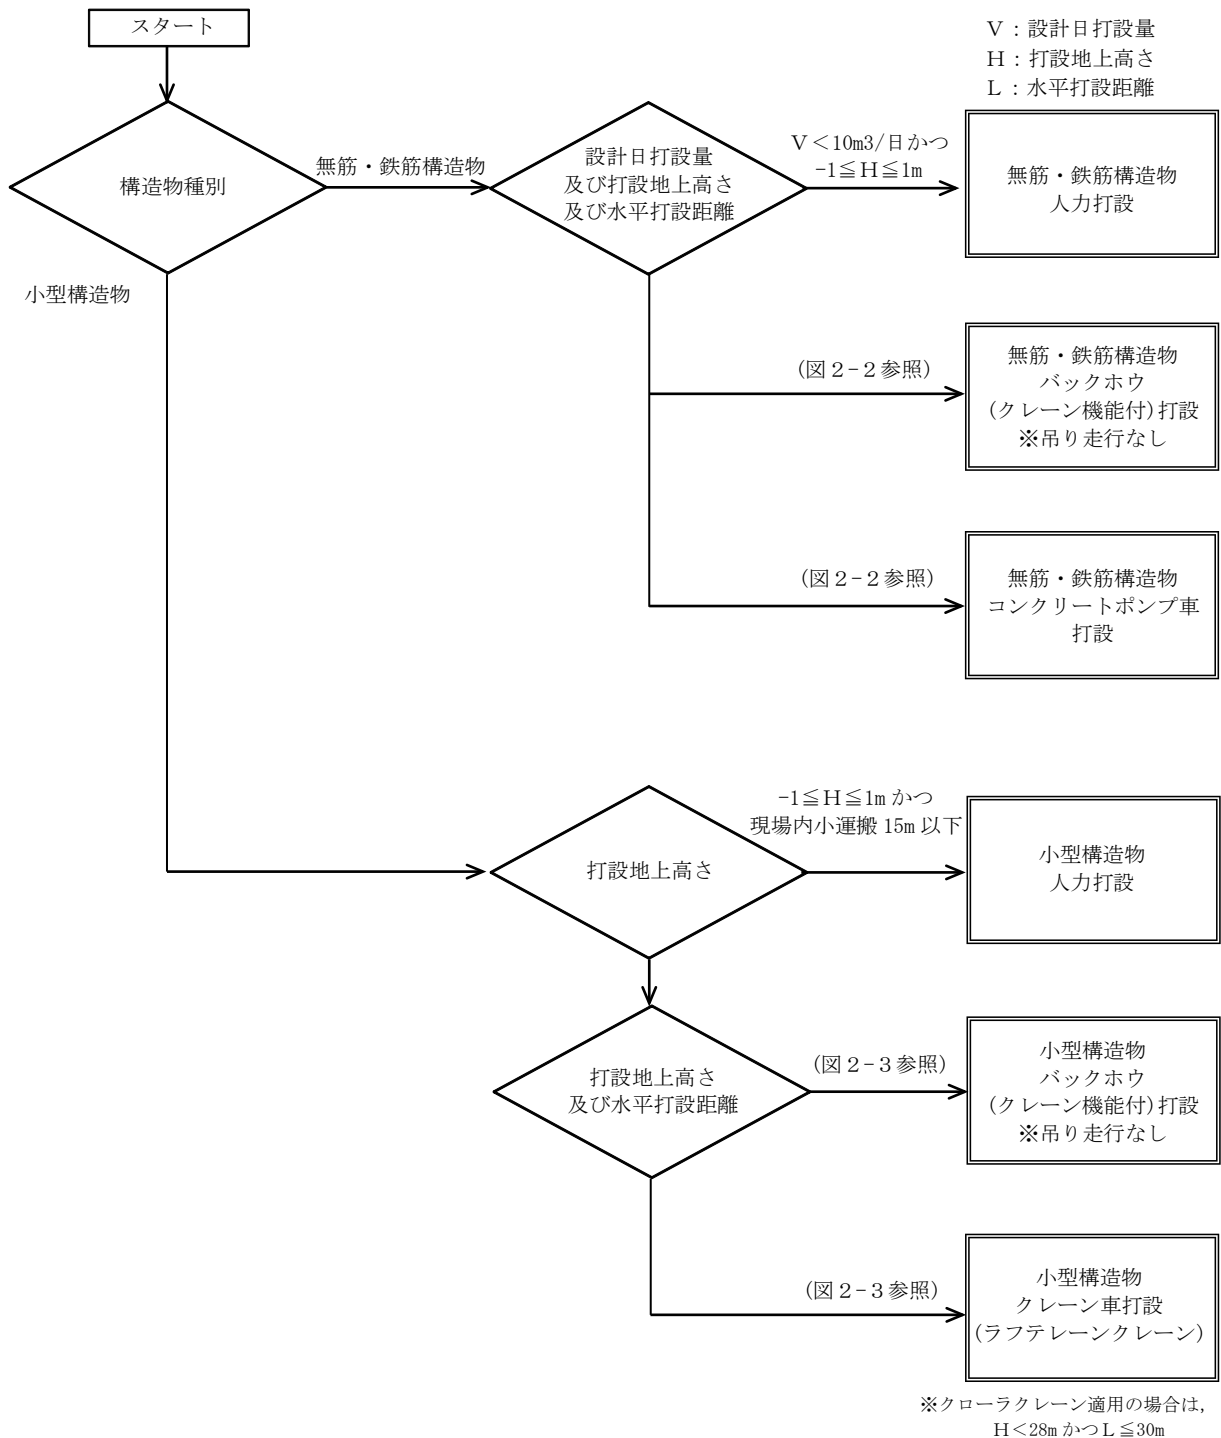 スタート
V：設計日打設量
H：打設地上高さ
L：水平打設距離
構造物種別
無筋・鉄筋構造物
設計日打設量
及び打設地上高さ
及び水平打設距離
V＜10m3/日かつ
-1≦H≦1m
無筋・鉄筋構造物
人力打設
小型構造物
(図２-２参照)
無筋・鉄筋構造物
バックホウ
(クレーン機能付)打設
※吊り走行なし
(図２-２参照)
無筋・鉄筋構造物
コンクリートポンプ車
打設
打設地上高さ
-1≦H≦1m かつ
現場内小運搬 15m 以下
小型構造物
人力打設
打設地上高さ
及び水平打設距離
(図２-３参照)
小型構造物
バックホウ
(クレーン機能付)打設
※吊り走行なし
(図２-３参照)
小型構造物
クレーン車打設
(ラフテレーンクレーン)
※クローラクレーン適用の場合は,
H＜28m かつL≦30m